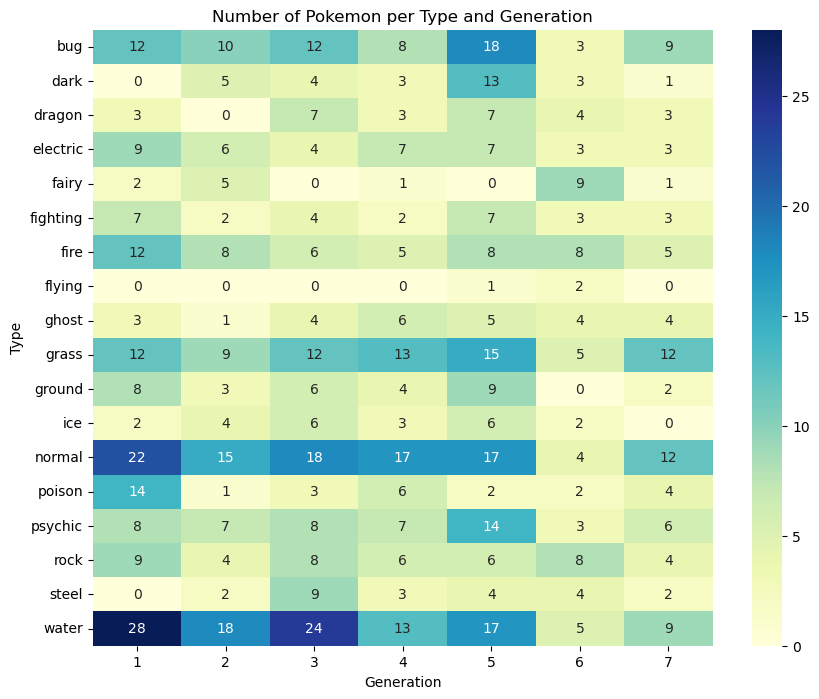 Number of Pokemon per Type and Generation
bug 12 10 12 8 18 3 9
dark 0 5 4 3 13 3 1
dragon 3 0 7 3 7 4 3
electric 9 6 4 7 7 3 3
fairy 2 5 0 1 0 9 1
fighting 7 2 4 2 7 3 3
fire 12 8 6 5 8 8 5
flying 0 0 0 0 1 2 0
ghost 3 1 4 6 5 4 4
grass 12 9 12 13 15 5 12
ground 8 3 6 4 9 0 2
ice 2 4 6 3 6 2 0
normal 22 15 18 17 17 4 12
poison 14 1 3 6 2 2 4
psychic 8 7 8 7 14 3 6
rock 9 4 8 6 6 8 4
steel 0 2 9 3 4 4 2
water 28 18 24 13 17 5 9
1 2 3 4 5 6 7
Generation
Type
25
20
15
10
5
0